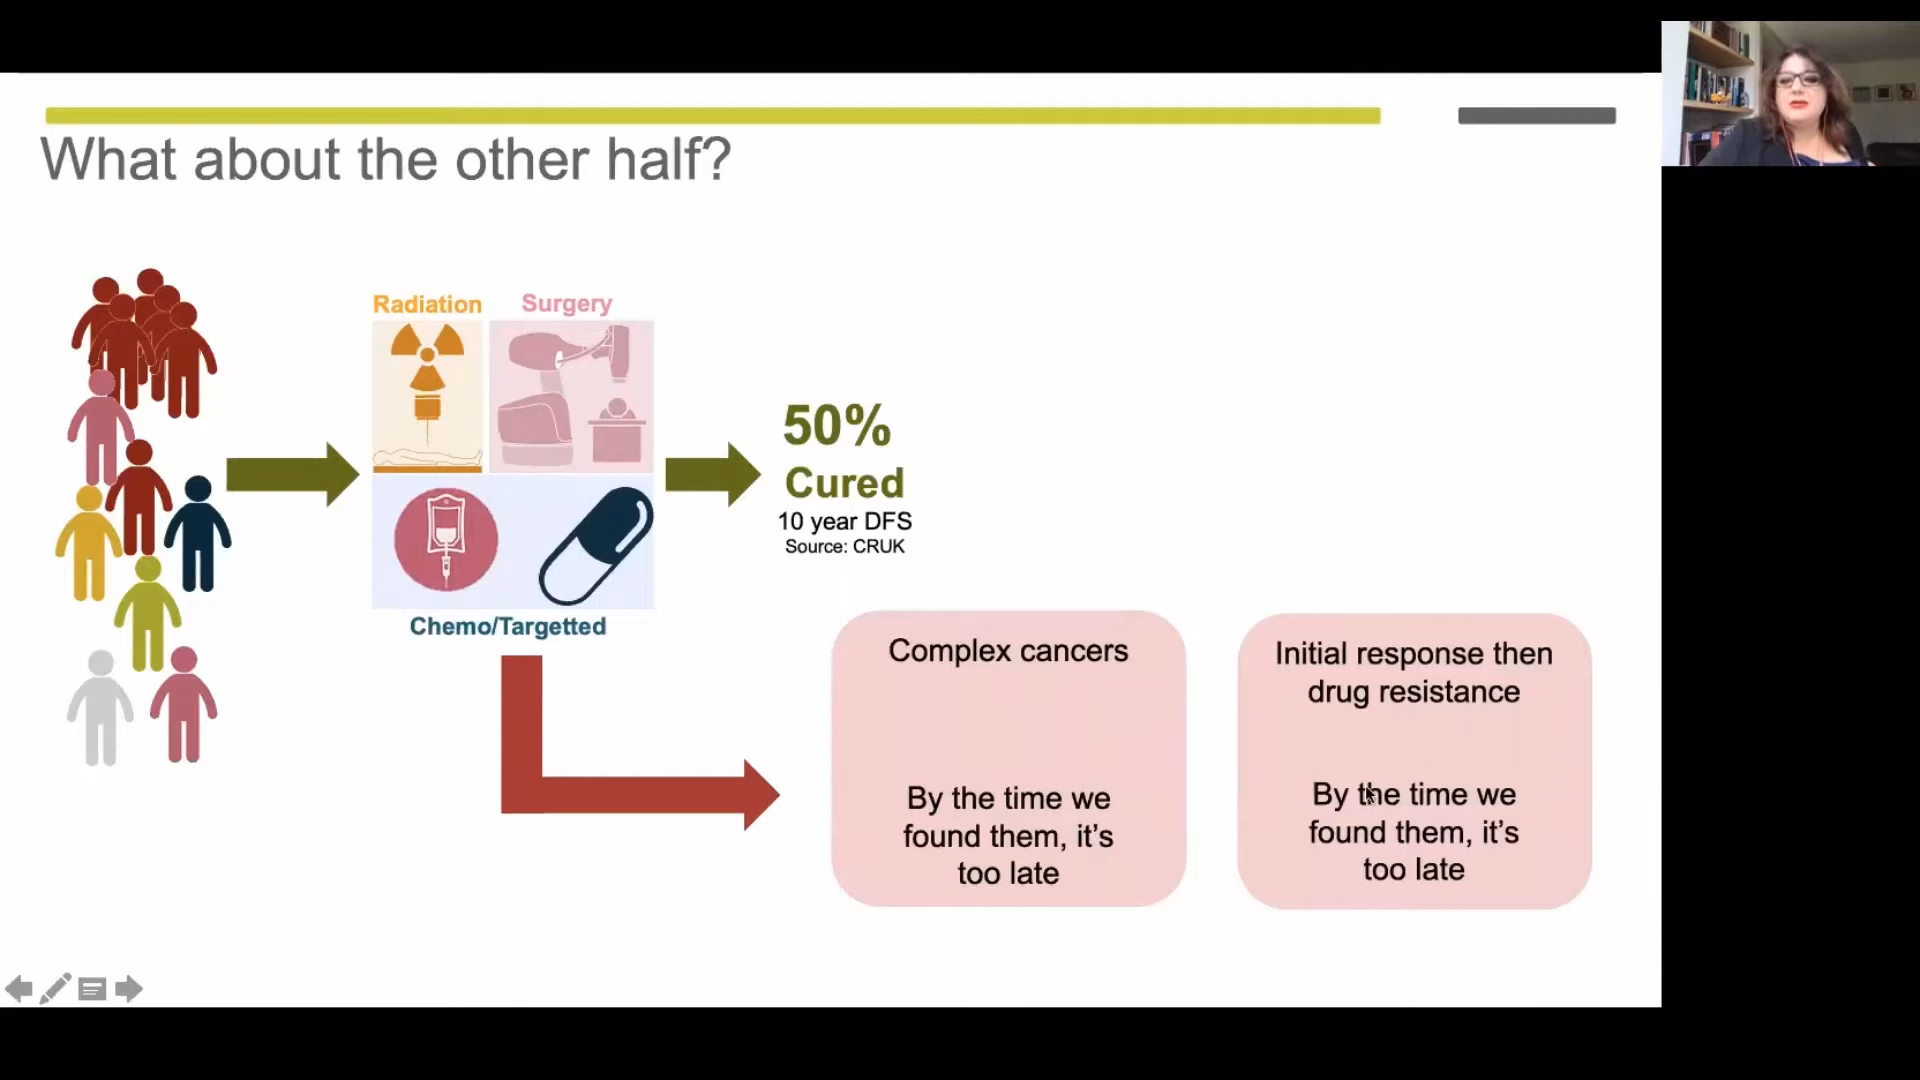 What about the other half?
Radiation
Surgery
Chemo/Targetted
50%
Cured
10 year DFS
Source: CRUK
Complex cancers
By the time we
found them, it’s
too late
Initial response then
drug resistance
By the time we
found them, it’s
too late